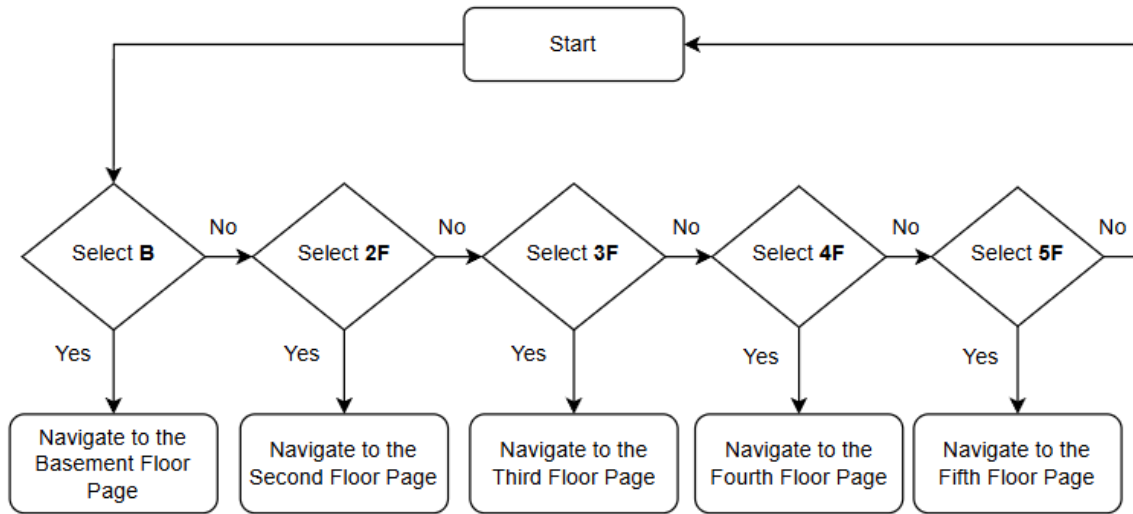 Start
Select B
No
Select 2F
No
Select 3F
No
Select 4F
No
Select 5F
No
Yes
Yes
Yes
Yes
Yes
Navigate to the
Basement Floor
Page
Navigate to the
Second Floor Page
Navigate to the
Third Floor Page
Navigate to the
Fourth Floor Page
Navigate to the
Fifth Floor Page